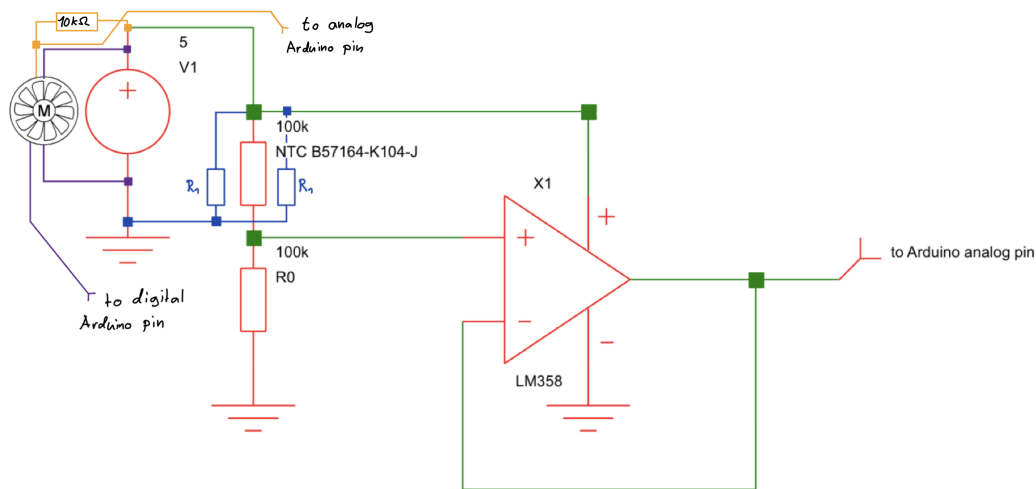 10kΩ
to analog
Arduino pin
5
V1
+
M
100k
NTC B57164-K104-J
R₁
R₁
X1
+
+
to Arduino analog pin
100k
R0
−
−
to digital
Arduino pin
LM358